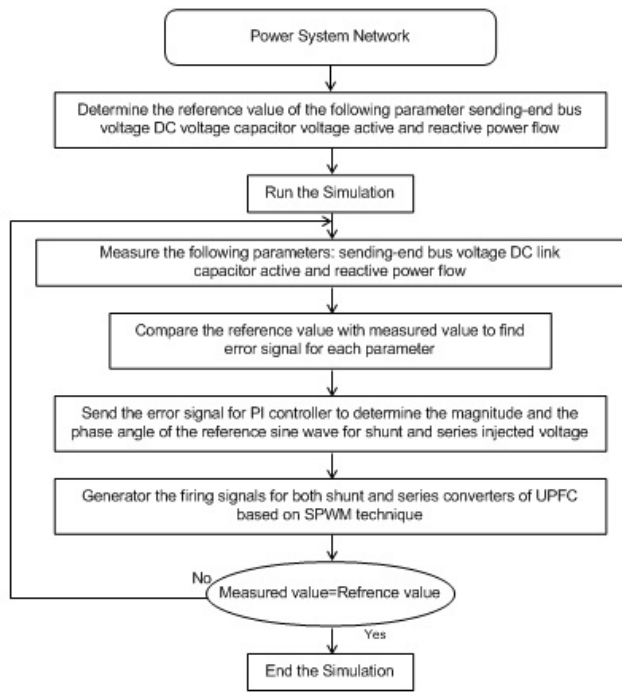 Power System Network
Determine the reference value of the following parameter sending-end bus
voltage DC voltage capacitor voltage active and reactive power flow
Run the Simulation
Measure the following parameters: sending-end bus voltage DC link
capacitor active and reactive power flow
Compare the reference value with measured value to find
error signal for each parameter
Send the error signal for PI controller to determine the magnitude and the
phase angle of the reference sine wave for shunt and series injected voltage
Generator the firing signals for both shunt and series converters of UPFC
based on SPWM technique
No
Measured value=Refrence value
Yes
End the Simulation